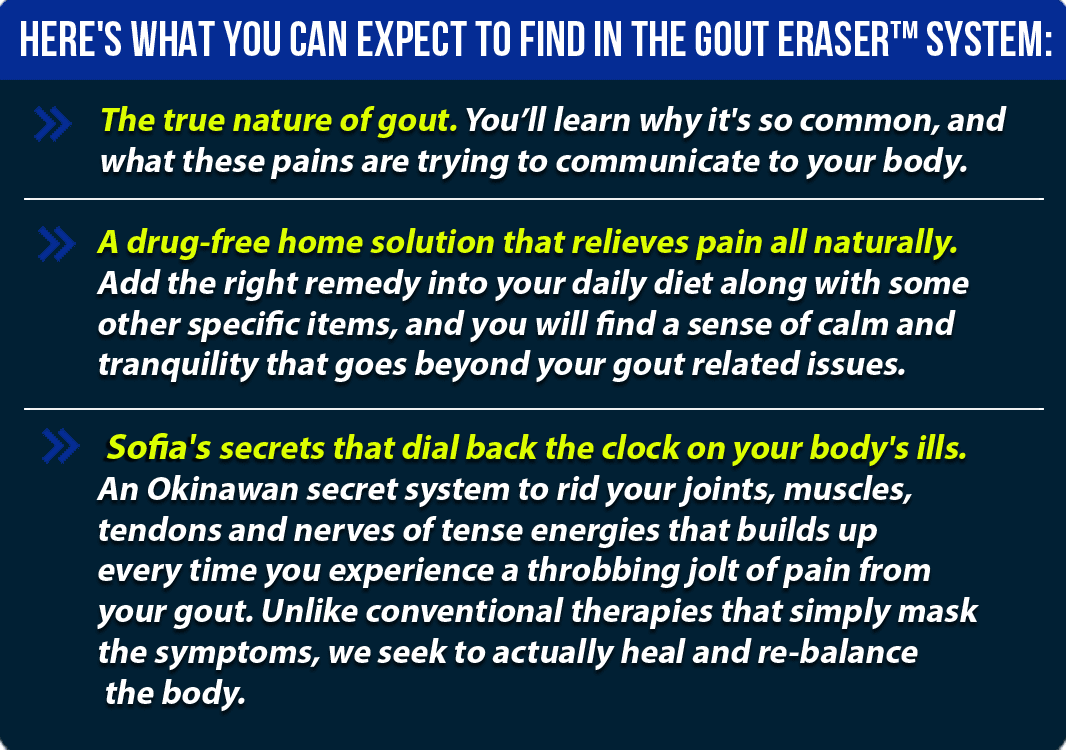 HERE'S WHAT YOU CAN EXPECT TO FIND IN THE GOUT ERASER™ SYSTEM:
The true nature of gout. You’ll learn why it's so common, and
what these pains are trying to communicate to your body.
A drug-free home solution that relieves pain all naturally.
Add the right remedy into your daily diet along with some
other specific items, and you will find a sense of calm and
tranquility that goes beyond your gout related issues.
Sofia's secrets that dial back the clock on your body's ills.
An Okinawan secret system to rid your joints, muscles,
tendons and nerves of tense energies that builds up
every time you experience a throbbing jolt of pain from
your gout. Unlike conventional therapies that simply mask
the symptoms, we seek to actually heal and re-balance
the body.